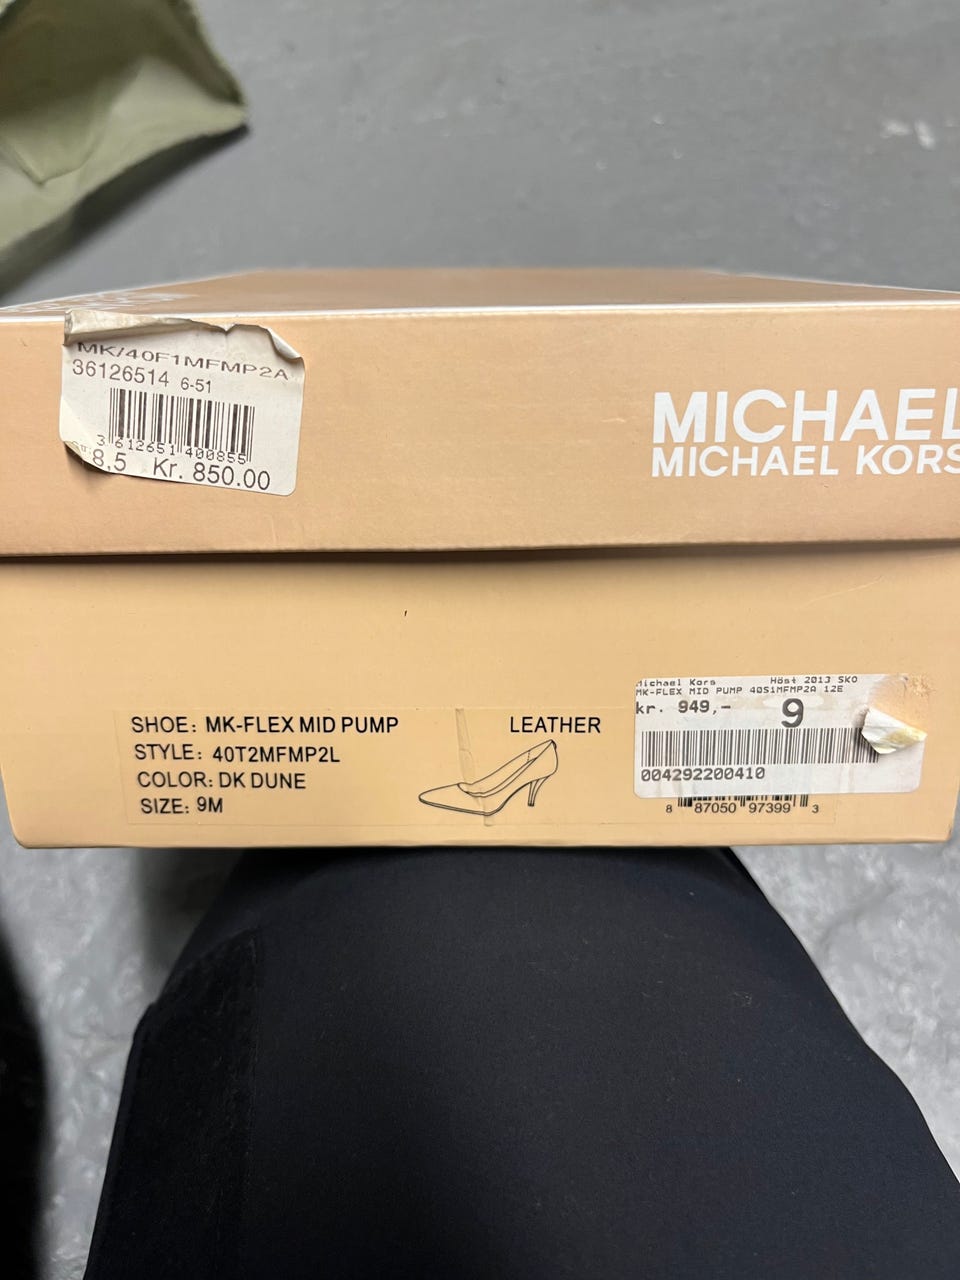 MK/40F1MFMP2A
36126514 6-51
3 612651 400855
8,5 Kr. 850.00
MICHAEL
MICHAEL KORS
SHOE: MK-FLEX MID PUMP
STYLE: 40T2MFMP2L
COLOR: DK DUNE
SIZE: 9M
LEATHER
Michael Kors Höst 2013 SKO
MK-FLEX MID PUMP 40S1MFMP2A 12E
kr. 949,- 9
004292200410
8 87050 97399 3